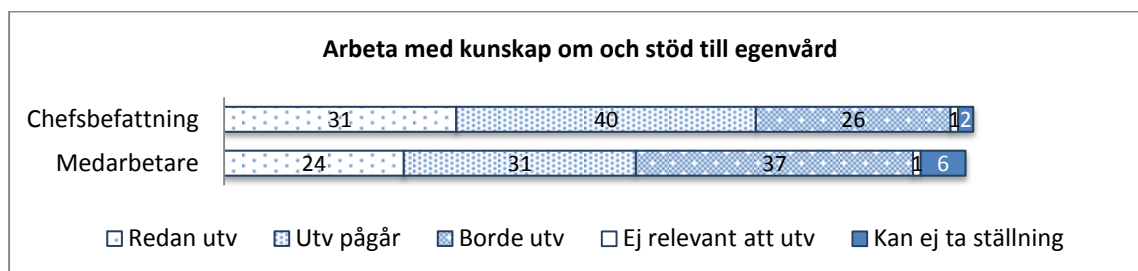 Arbeta med kunskap om och stöd till egenvård
Chefsbefattning 31 40 26 1 2
Medarbetare 24 31 37 1 6
Redan utv Utv pågår Borde utv Ej relevant att utv Kan ej ta ställning